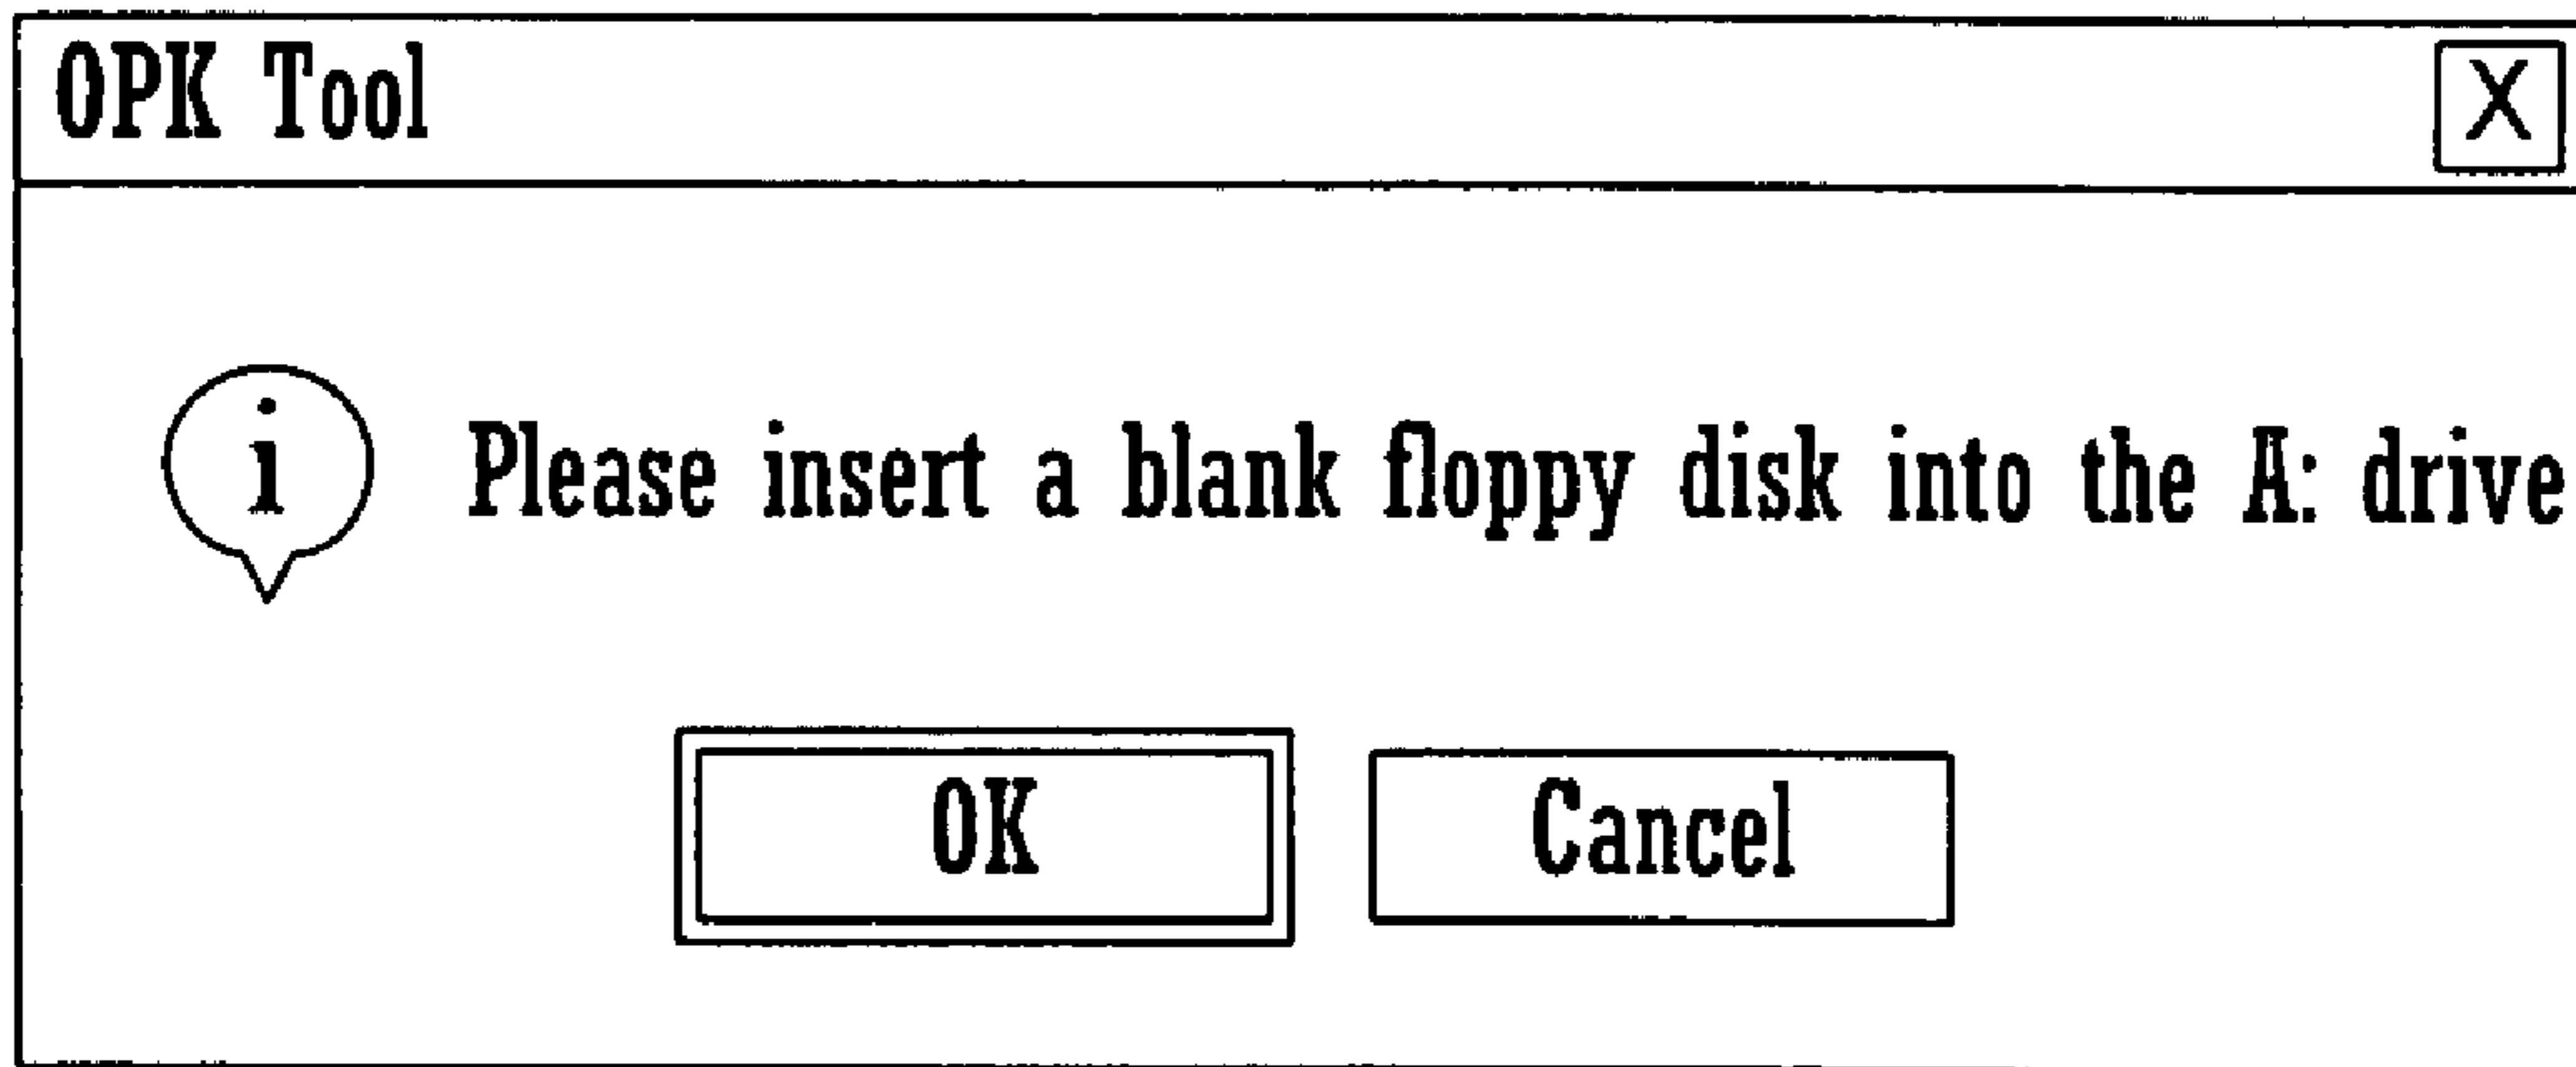 OPK Tool X
i Please insert a blank floppy disk into the A: drive
OK Cancel